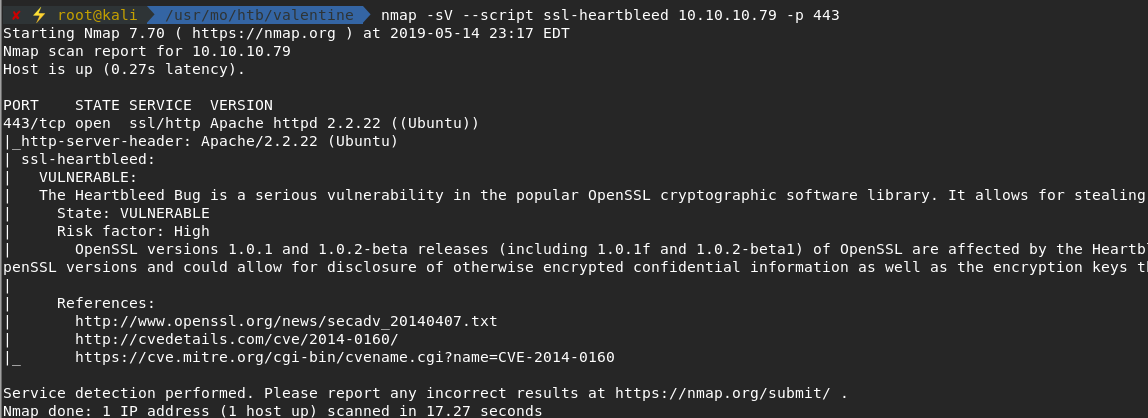 ✘ ⚡ root@kali /usr/mo/htb/valentine nmap -sV --script ssl-heartbleed 10.10.10.79 -p 443
Starting Nmap 7.70 ( https://nmap.org ) at 2019-05-14 23:17 EDT
Nmap scan report for 10.10.10.79
Host is up (0.27s latency).
PORT    STATE SERVICE  VERSION
443/tcp open  ssl/http Apache httpd 2.2.22 ((Ubuntu))
|_http-server-header: Apache/2.2.22 (Ubuntu)
| ssl-heartbleed:
|   VULNERABLE:
|   The Heartbleed Bug is a serious vulnerability in the popular OpenSSL cryptographic software library. It allows for stealing
|     State: VULNERABLE
|     Risk factor: High
|       OpenSSL versions 1.0.1 and 1.0.2-beta releases (including 1.0.1f and 1.0.2-beta1) of OpenSSL are affected by the Heartb
penSSL versions and could allow for disclosure of otherwise encrypted confidential information as well as the encryption keys t
|
|     References:
|       http://www.openssl.org/news/secadv_20140407.txt
|       http://cvedetails.com/cve/2014-0160/
|_      https://cve.mitre.org/cgi-bin/cvename.cgi?name=CVE-2014-0160
Service detection performed. Please report any incorrect results at https://nmap.org/submit/ .
Nmap done: 1 IP address (1 host up) scanned in 17.27 seconds